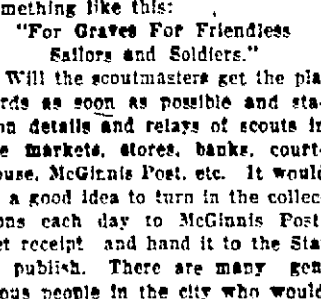 mething like this:
"For Graves For Friendless
Sailors and Soldiers."
Will the scoutmasters get the pla
rds as soon as possible and sta
on details and relays of scouts in
e markets, stores, banks, court
ouse, McGinnis Post, etc. It would
a good idea to turn in the collec
ons each day to McGinnis Post
et receipt and hand it to the Sta
publish. There are many gen
ous people in the city who would